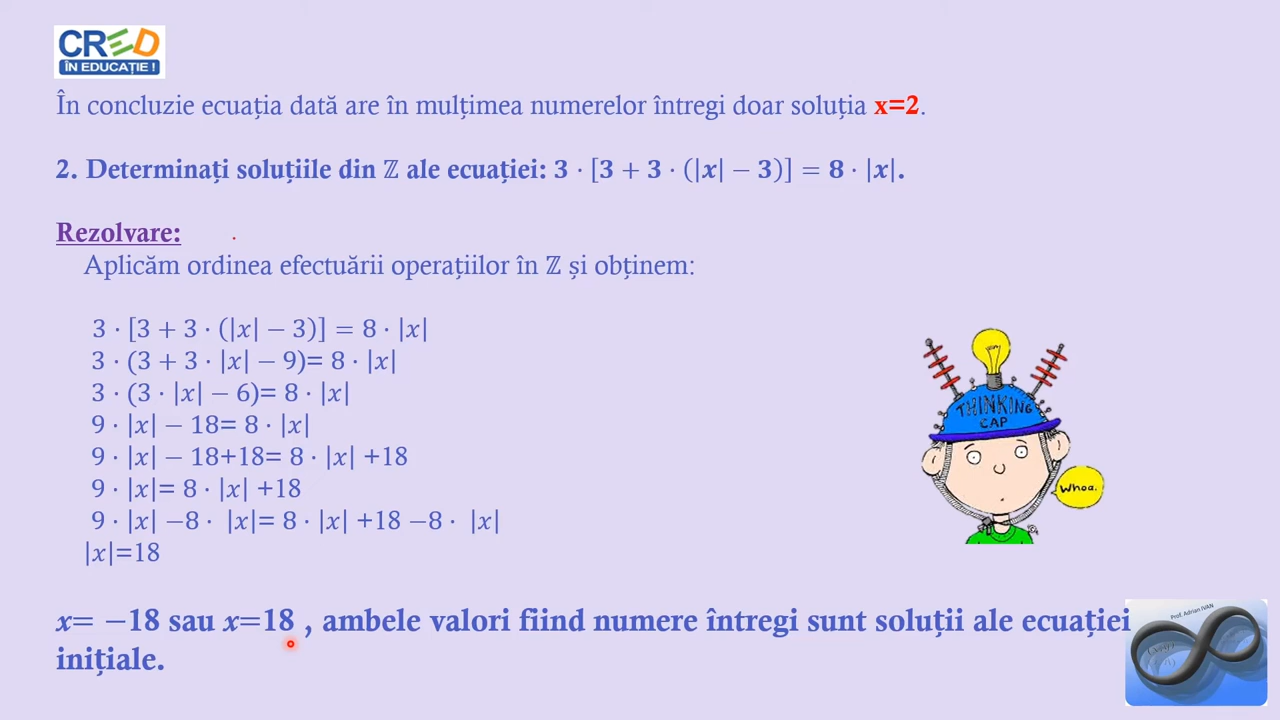 CRED
ÎN EDUCAȚIE !
În concluzie ecuația dată are în mulțimea numerelor întregi doar soluția x=2.
2. Determinați soluțiile din ℤ ale ecuației: 3 · [3 + 3 · (|x| − 3)] = 8 · |x|.
Rezolvare:
Aplicăm ordinea efectuării operațiilor în ℤ și obținem:
3 · [3 + 3 · (|x| − 3)] = 8 · |x|
3 · (3 + 3 · |x| − 9)= 8 · |x|
3 · (3 · |x| − 6)= 8 · |x|
9 · |x| − 18= 8 · |x|
9 · |x| − 18+18= 8 · |x| +18
9 · |x|= 8 · |x| +18
9 · |x| −8 · |x|= 8 · |x| +18 −8 · |x|
|x|=18
THINKING
CAP
Whoa.
x= −18 sau x=18 , ambele valori fiind numere întregi sunt soluții ale ecuației
inițiale.
Prof. Adrian IVAN